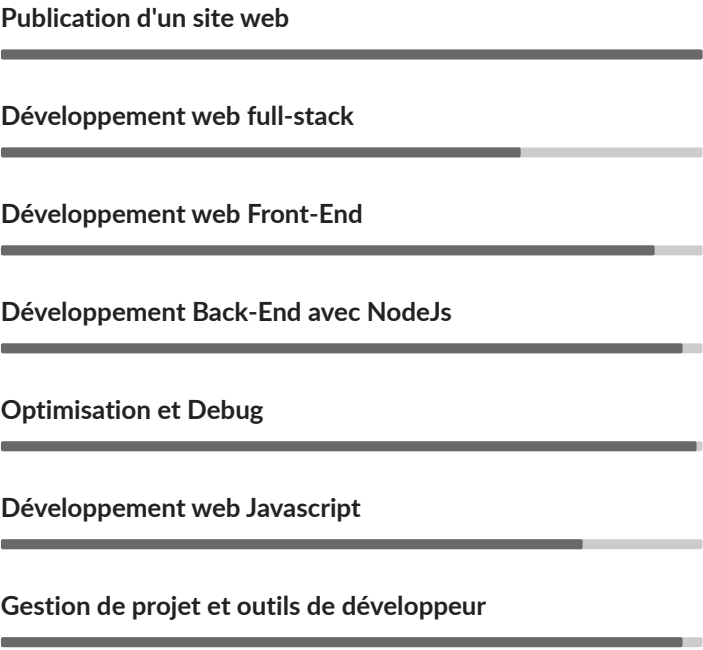 Publication d'un site web
Développement web full-stack
Développement web Front-End
Développement Back-End avec NodeJs
Optimisation et Debug
Développement web Javascript
Gestion de projet et outils de développeur